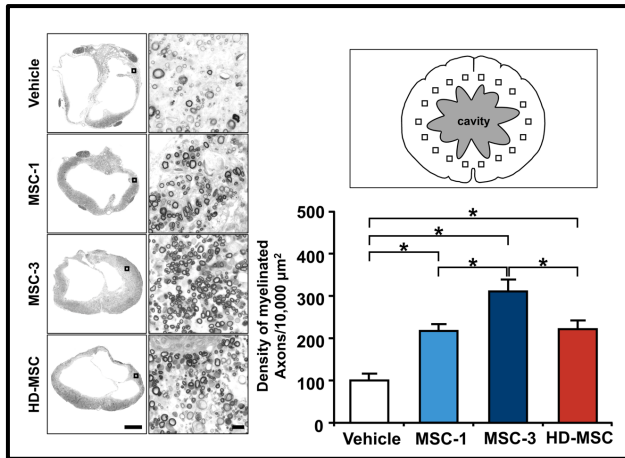 Vehicle
MSC-1
MSC-3
HD-MSC
cavity
Density of myelinated
Axons/10,000 µm²
500
400
300
200
100
0
*
*
* * *
Vehicle MSC-1 MSC-3 HD-MSC